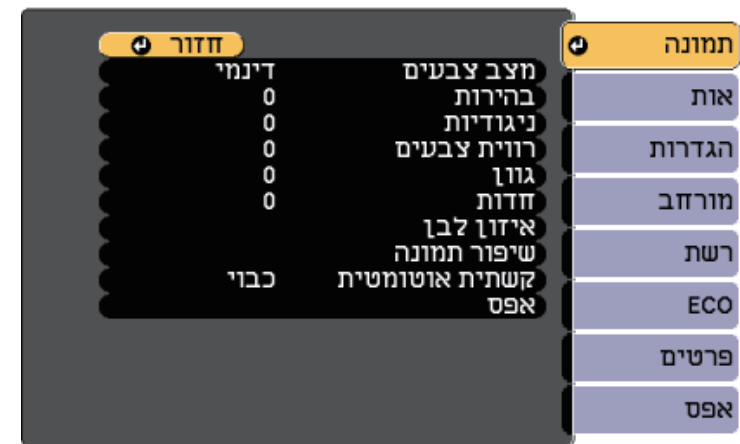 תמונה
אות
הגדרות
מורחב
רשת
ECO
פרטים
אפס
חזור
מצב צבעים דינמי
בהירות 0
ניגודיות 0
רווית צבעים 0
גוון 0
חדות 0
איזון לבן
שיפור תמונה
קשתית אוטומטית כבוי
אפס